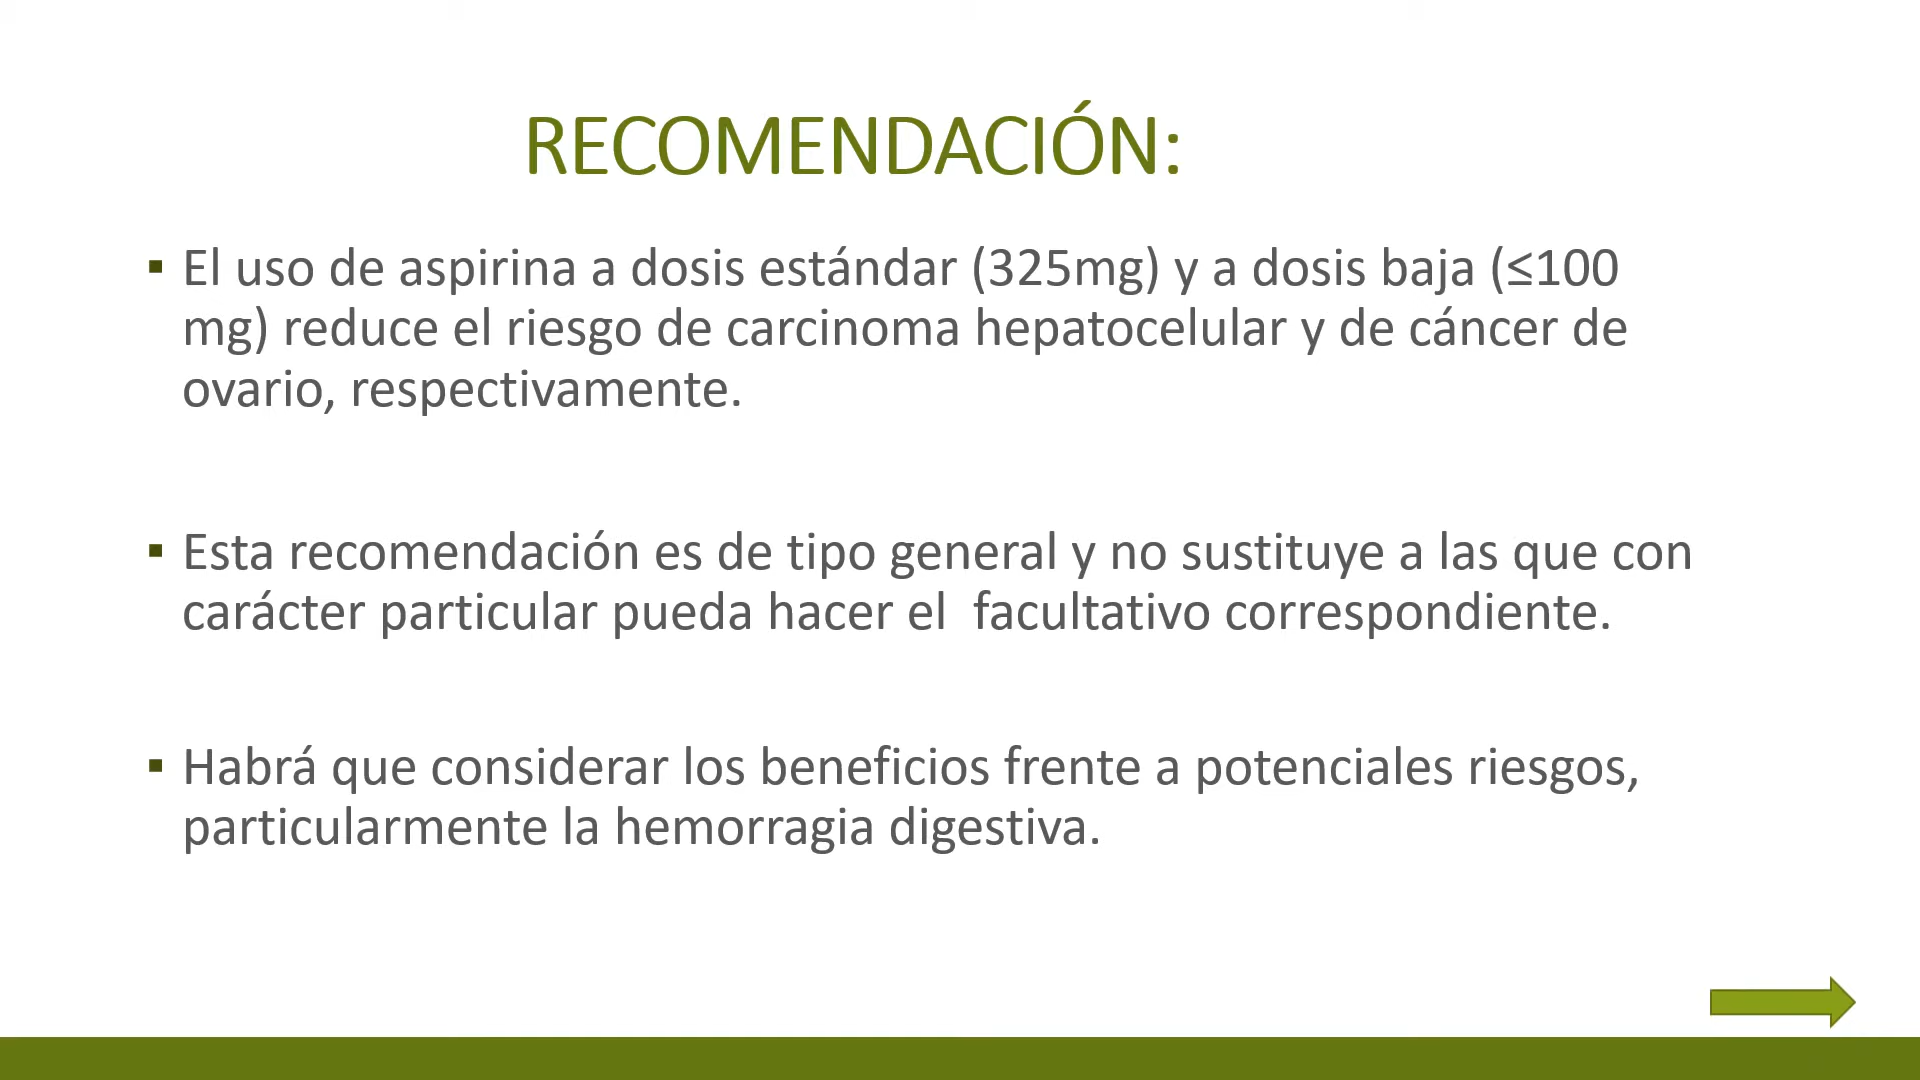 RECOMENDACIÓN:
▪ El uso de aspirina a dosis estándar (325mg) y a dosis baja (≤100
mg) reduce el riesgo de carcinoma hepatocelular y de cáncer de
ovario, respectivamente.
▪ Esta recomendación es de tipo general y no sustituye a las que con
carácter particular pueda hacer el  facultativo correspondiente.
▪ Habrá que considerar los beneficios frente a potenciales riesgos,
particularmente la hemorragia digestiva.